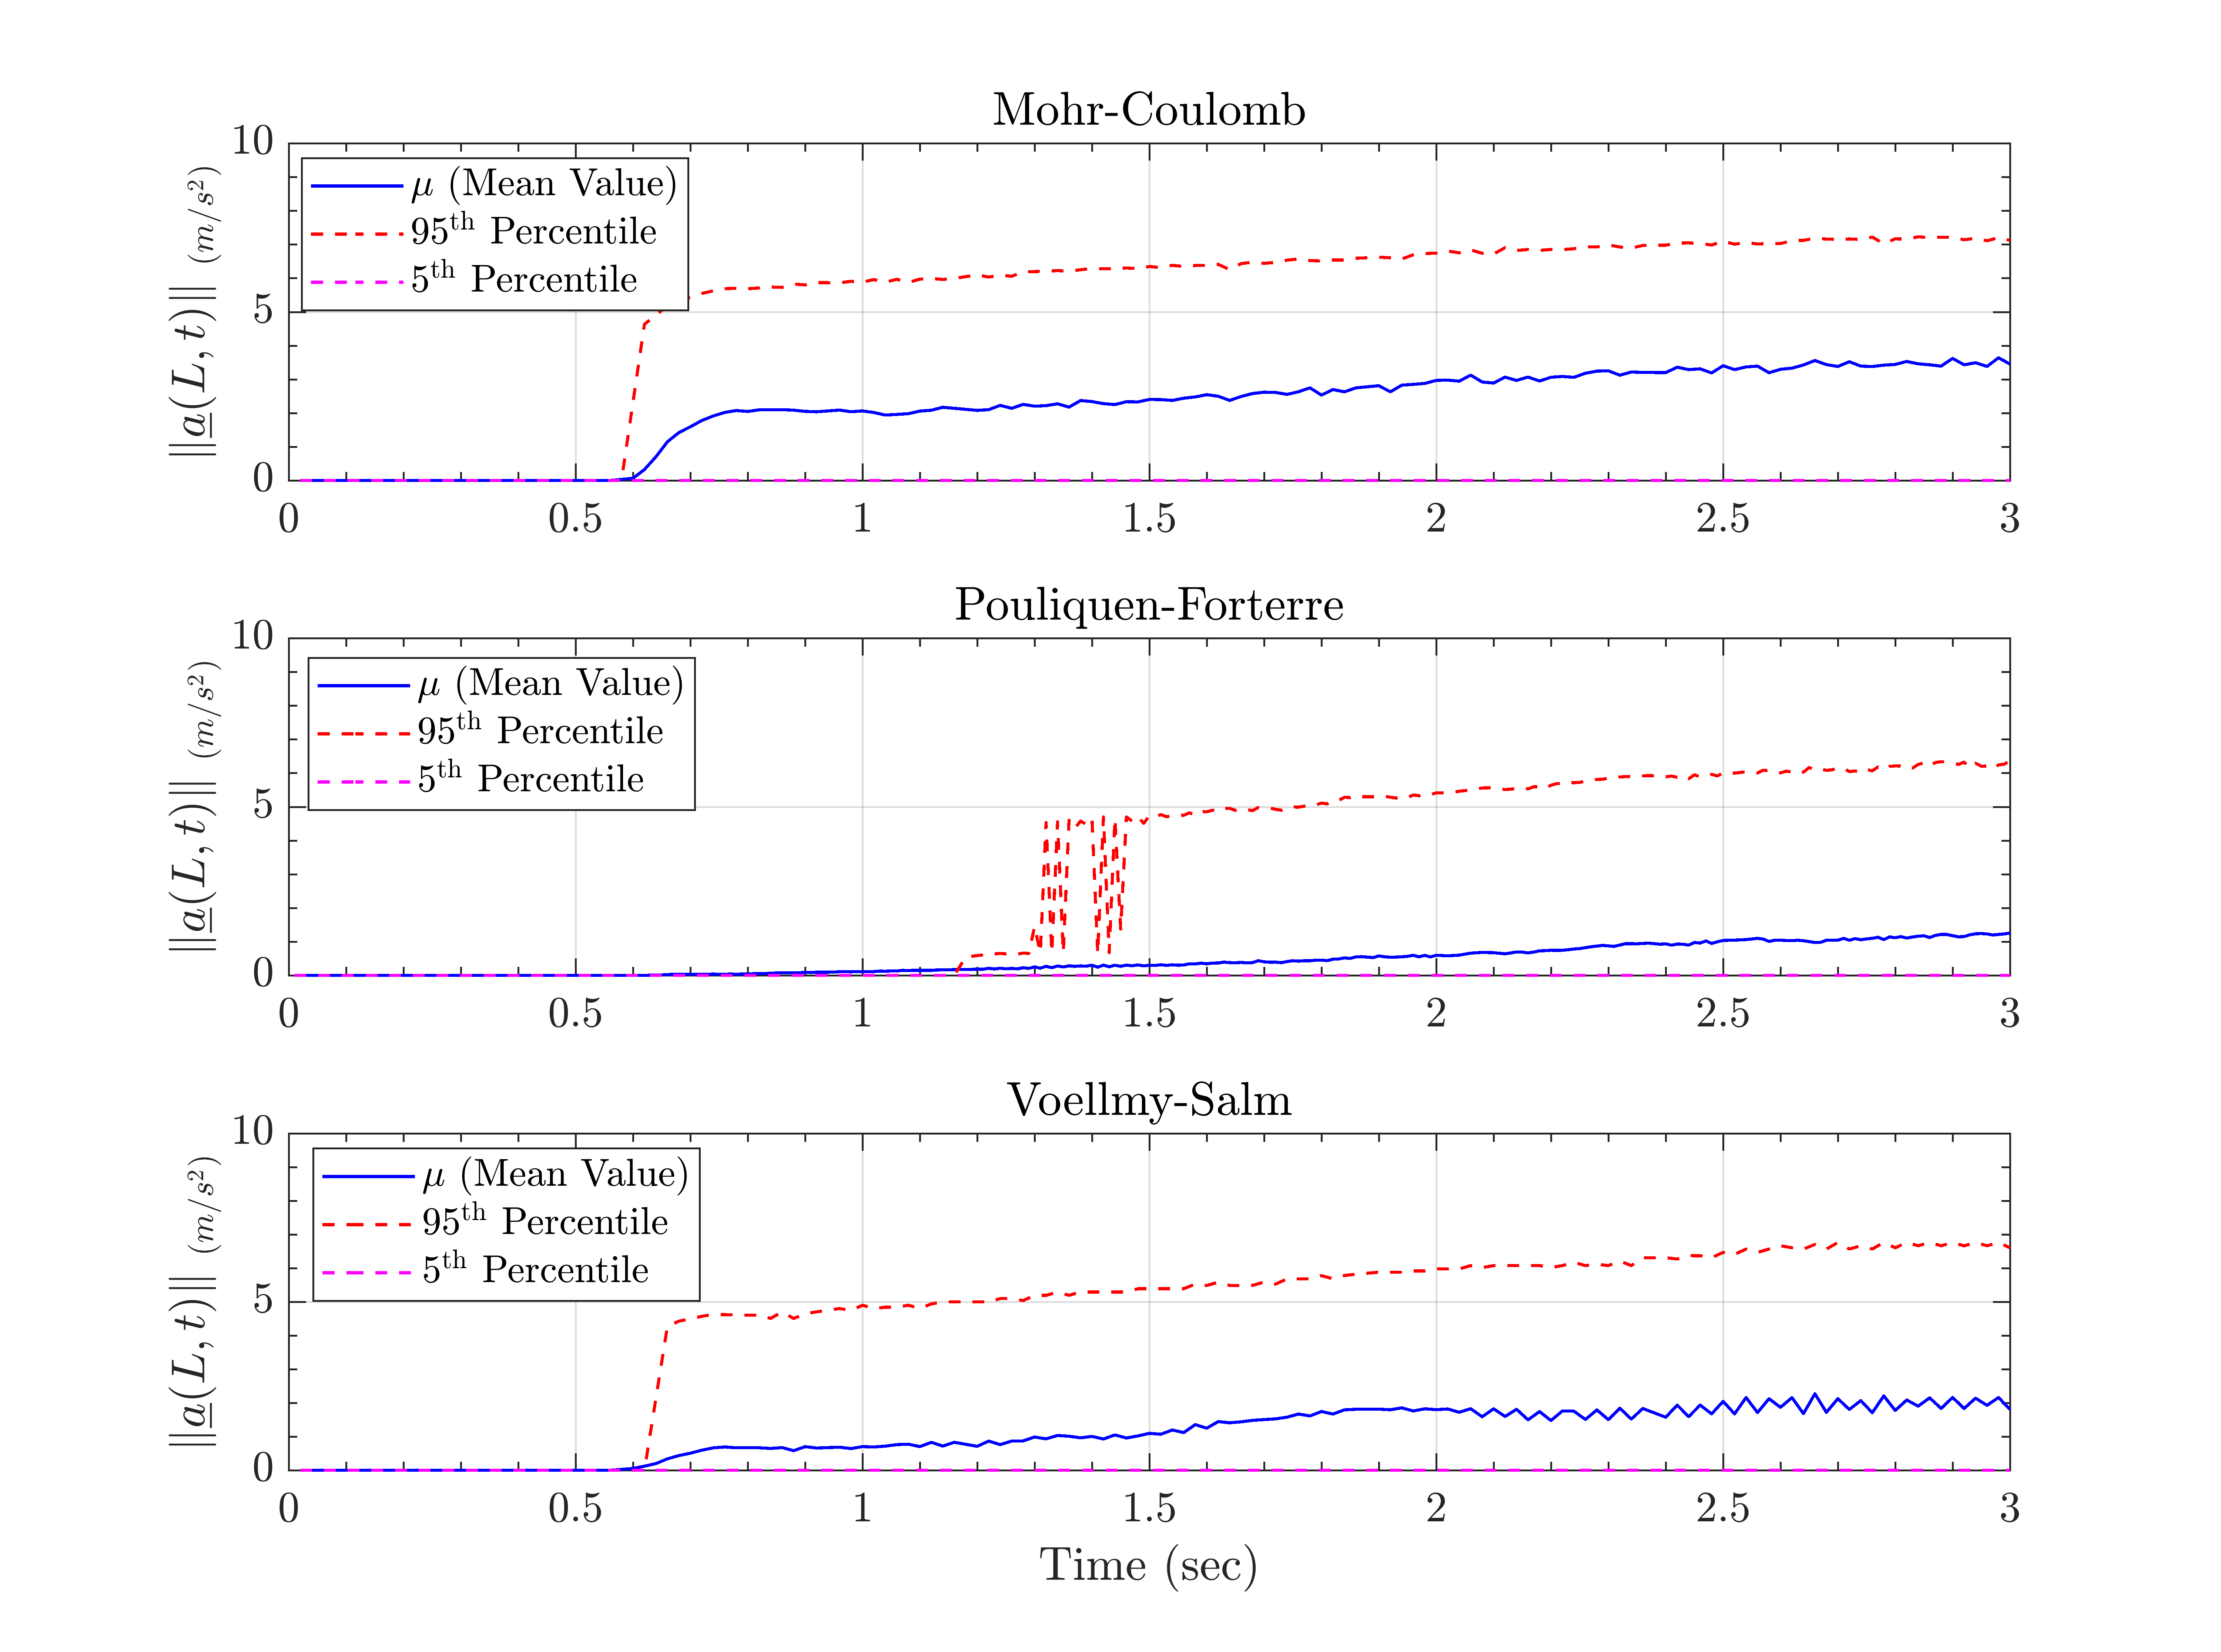 Mohr-Coulomb
10
5
0
||a(L, t)|| (m/s²)
μ (Mean Value)
95th Percentile
5th Percentile
0 0.5 1 1.5 2 2.5 3
Pouliquen-Forterre
10
5
0
||a(L, t)|| (m/s²)
μ (Mean Value)
95th Percentile
5th Percentile
0 0.5 1 1.5 2 2.5 3
Voellmy-Salm
10
5
0
||a(L, t)|| (m/s²)
μ (Mean Value)
95th Percentile
5th Percentile
0 0.5 1 1.5 2 2.5 3
Time (sec)